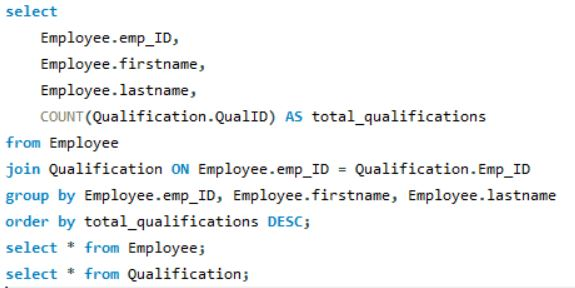 select
Employee.emp_ID,
Employee.firstname,
Employee.lastname,
COUNT(Qualification.QualID) AS total_qualifications
from Employee
join Qualification ON Employee.emp_ID = Qualification.Emp_ID
group by Employee.emp_ID, Employee.firstname, Employee.lastname
order by total_qualifications DESC;
select * from Employee;
select * from Qualification;